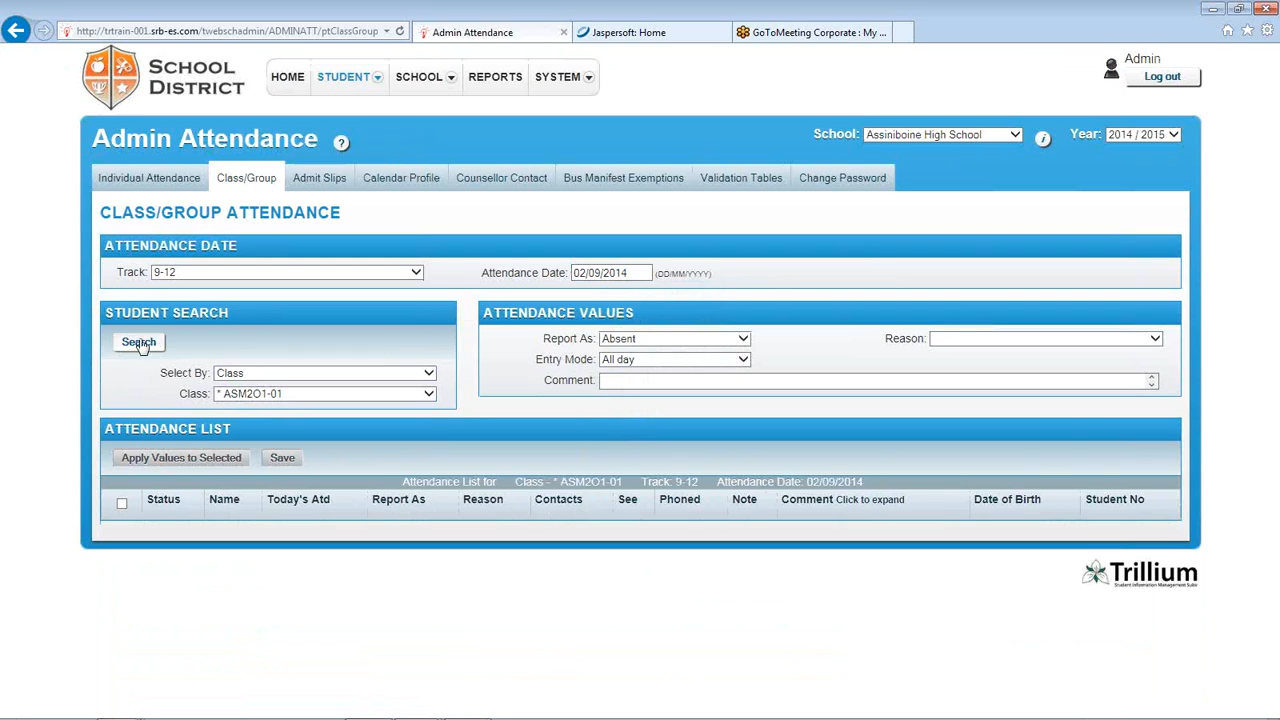 http://trtrain-001.srb-es.com/twebschadmin/ADMINATT/ptClassGroup
Admin Attendance
Jaspersoft: Home
GoToMeeting Corporate : My ...
SCHOOL DISTRICT
HOME STUDENT SCHOOL REPORTS SYSTEM
Admin
Log out
Admin Attendance ?
School: Assiniboine High School i Year: 2014 / 2015
Individual Attendance Class/Group Admit Slips Calendar Profile Counsellor Contact Bus Manifest Exemptions Validation Tables Change Password
CLASS/GROUP ATTENDANCE
ATTENDANCE DATE
Track: 9-12 Attendance Date: 02/09/2014 (DD/MM/YYYY)
STUDENT SEARCH
Search
Select By: Class
Class: * ASM2O1-01
ATTENDANCE VALUES
Report As: Absent Reason:
Entry Mode: All day
Comment:
ATTENDANCE LIST
Apply Values to Selected Save
Attendance List for Class - * ASM2O1-01 Track: 9-12 Attendance Date: 02/09/2014
Status Name Today's Atd Report As Reason Contacts See Phoned Note Comment Click to expand Date of Birth Student No
Trillium
Student Information Management Suite